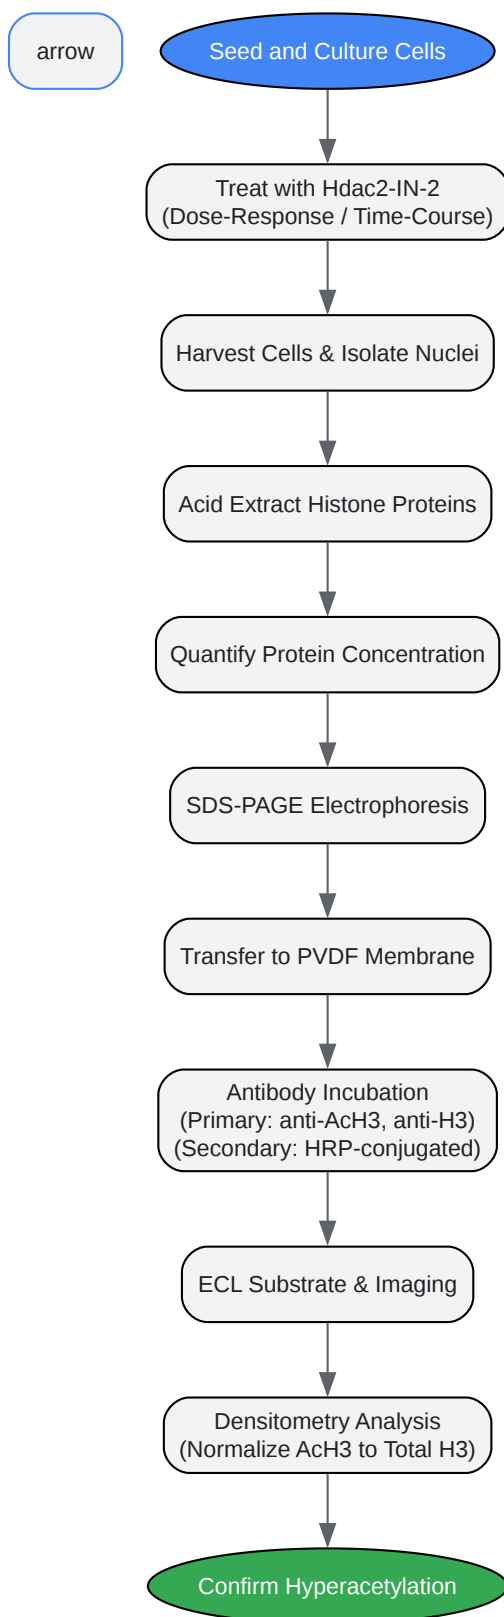 arrow
Seed and Culture Cells
Treat with Hdac2-IN-2
(Dose-Response / Time-Course)
Harvest Cells & Isolate Nuclei
Acid Extract Histone Proteins
Quantify Protein Concentration
SDS-PAGE Electrophoresis
Transfer to PVDF Membrane
Antibody Incubation
(Primary: anti-AcH3, anti-H3)
(Secondary: HRP-conjugated)
ECL Substrate & Imaging
Densitometry Analysis
(Normalize AcH3 to Total H3)
Confirm Hyperacetylation